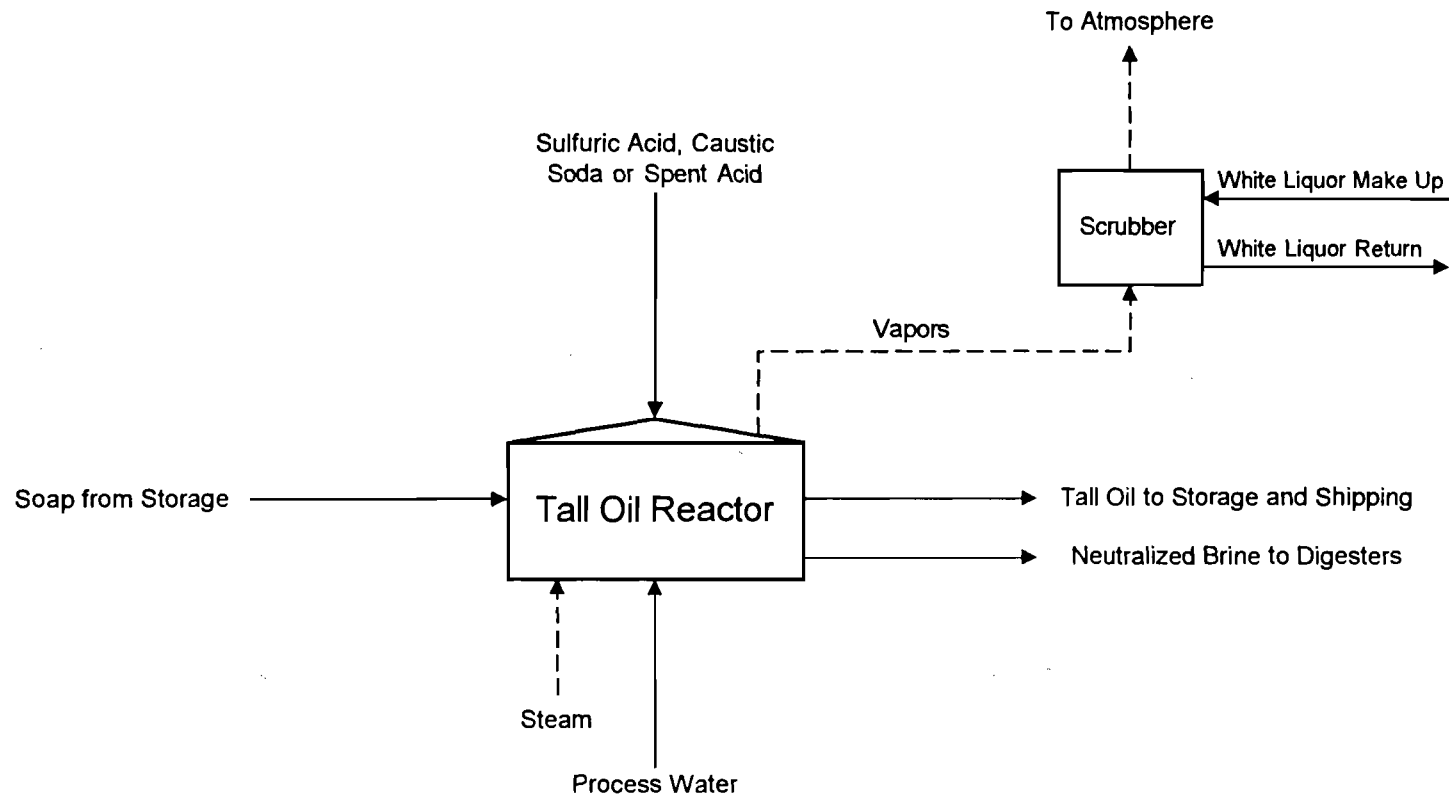 To Atmosphere
Sulfuric Acid, Caustic
Soda or Spent Acid
White Liquor Make Up
Scrubber
White Liquor Return
Vapors
Soap from Storage
Tall Oil Reactor
Tall Oil to Storage and Shipping
Neutralized Brine to Digesters
Steam
Process Water